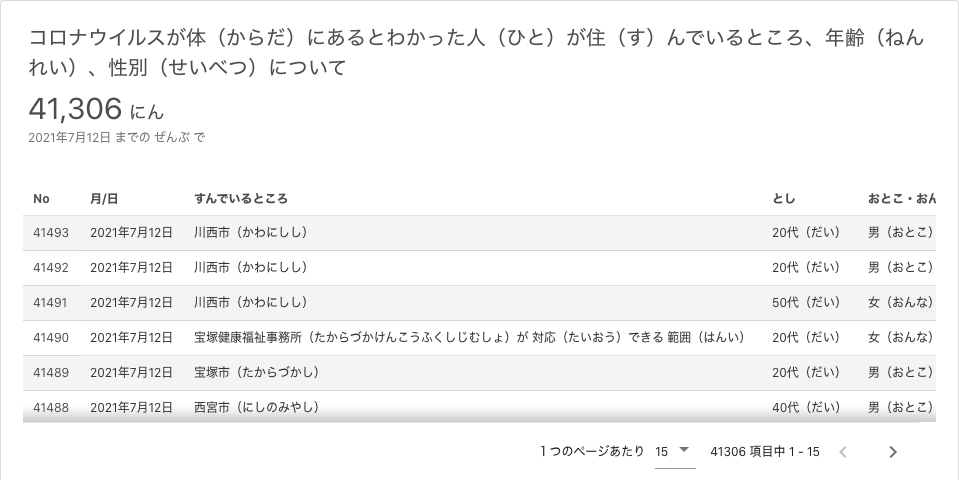 コロナウイルスが体（からだ）にあるとわかった人（ひと）が住（す）んでいるところ、年齢（ねん
れい）、性別（せいべつ）について
41,306 にん
2021年7月12日 までの ぜんぶ で
No 月/日 すんでいるところ とし おとこ・おん
41493 2021年7月12日 川西市（かわにしし） 20代（だい） 男（おとこ）
41492 2021年7月12日 川西市（かわにしし） 20代（だい） 男（おとこ）
41491 2021年7月12日 川西市（かわにしし） 50代（だい） 女（おんな）
41490 2021年7月12日 宝塚健康福祉事務所（たからづかけんこうふくしじむしょ）が 対応（たいおう）できる 範囲（はんい） 20代（だい） 女（おんな）
41489 2021年7月12日 宝塚市（たからづかし） 20代（だい） 男（おとこ）
41488 2021年7月12日 西宮市（にしのみやし） 40代（だい） 男（おとこ）
1 つのページあたり 15 41306 項目中 1 - 15